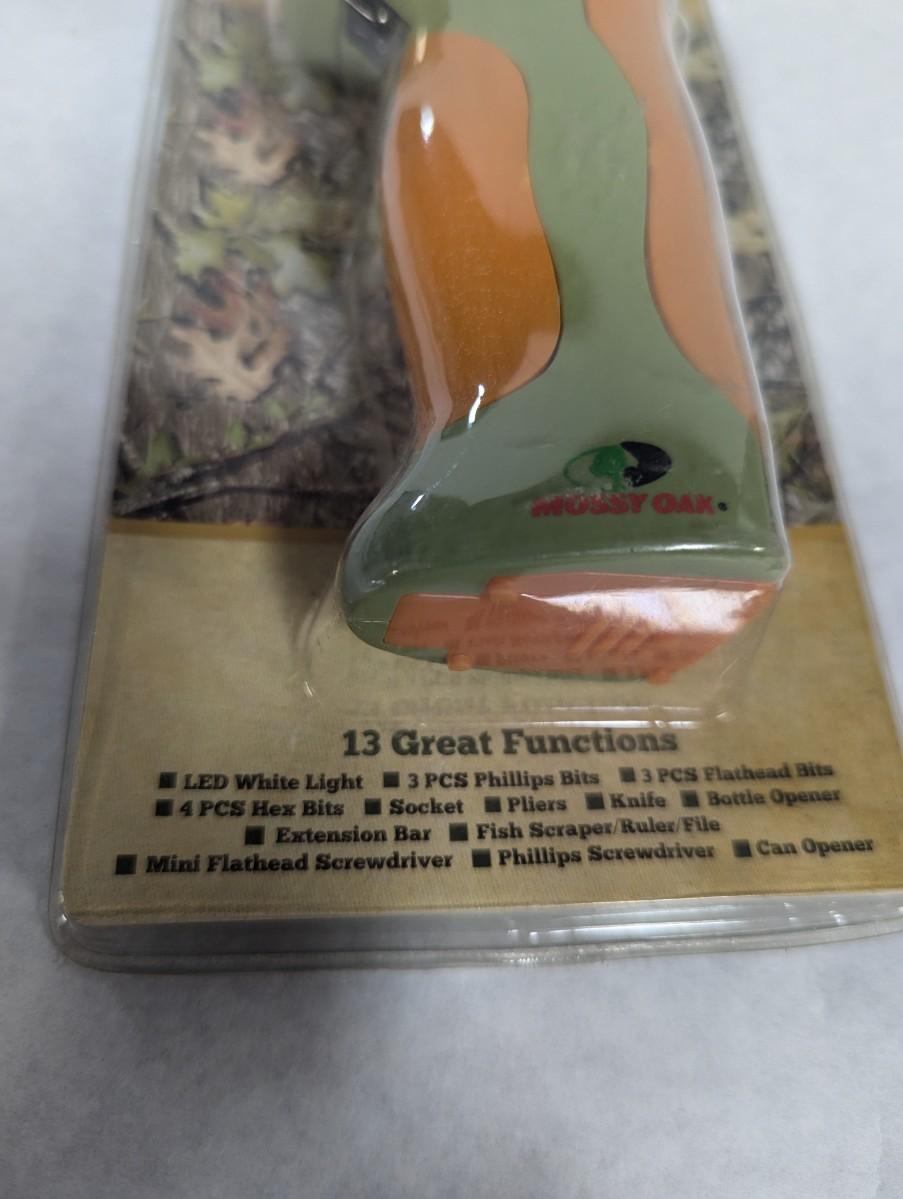 MOSSY OAK
13 Great Functions
■ LED White Light ■ 3 PCS Phillips Bits ■ 3 PCS Flathead Bits
■ 4 PCS Hex Bits ■ Socket ■ Pliers ■ Knife ■ Bottle Opener
■ Extension Bar ■ Fish Scraper/Ruler/File
■ Mini Flathead Screwdriver ■ Phillips Screwdriver ■ Can Opener